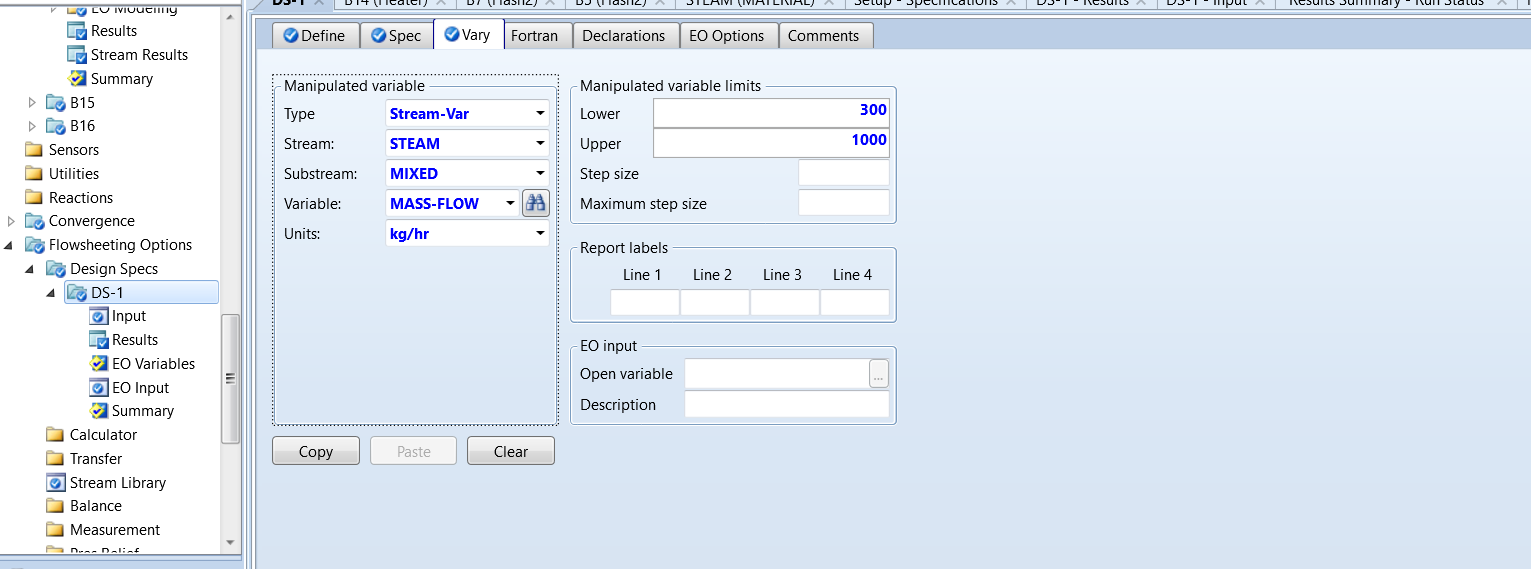 DS-1 B14 (Heater) B7 (Flash2) B5 (Flash2) STEAM (MATERIAL) Setup - Specifications DS-1 - Results DS-1 - Input Results Summary - Run Status
EO Modeling
Results
Stream Results
Summary
B15
B16
Sensors
Utilities
Reactions
Convergence
Flowsheeting Options
Design Specs
DS-1
Input
Results
EO Variables
EO Input
Summary
Calculator
Transfer
Stream Library
Balance
Measurement
Pres Relief
Define Spec Vary Fortran Declarations EO Options Comments
Manipulated variable
Type Stream-Var
Stream: STEAM
Substream: MIXED
Variable: MASS-FLOW
Units: kg/hr
Copy Paste Clear
Manipulated variable limits
Lower 300
Upper 1000
Step size
Maximum step size
Report labels
Line 1 Line 2 Line 3 Line 4
EO input
Open variable ...
Description